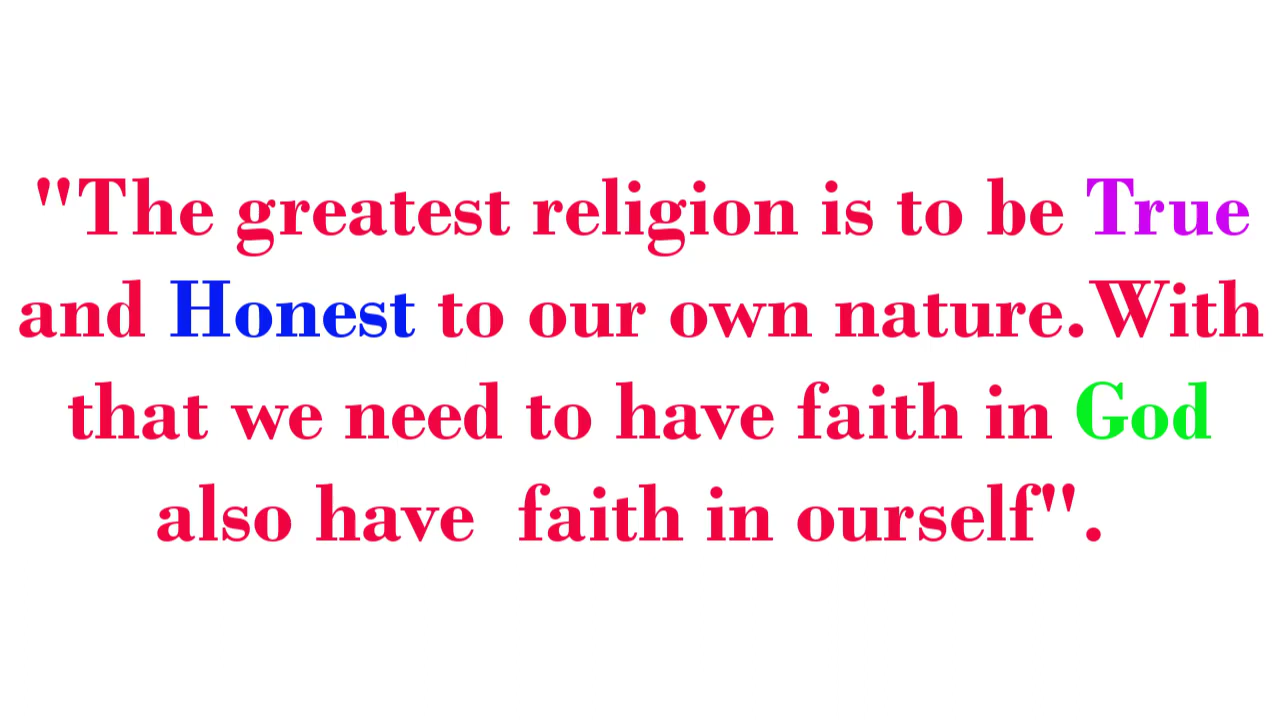 "The greatest religion is to be True
and Honest to our own nature.With
that we need to have faith in God
also have  faith in ourself".